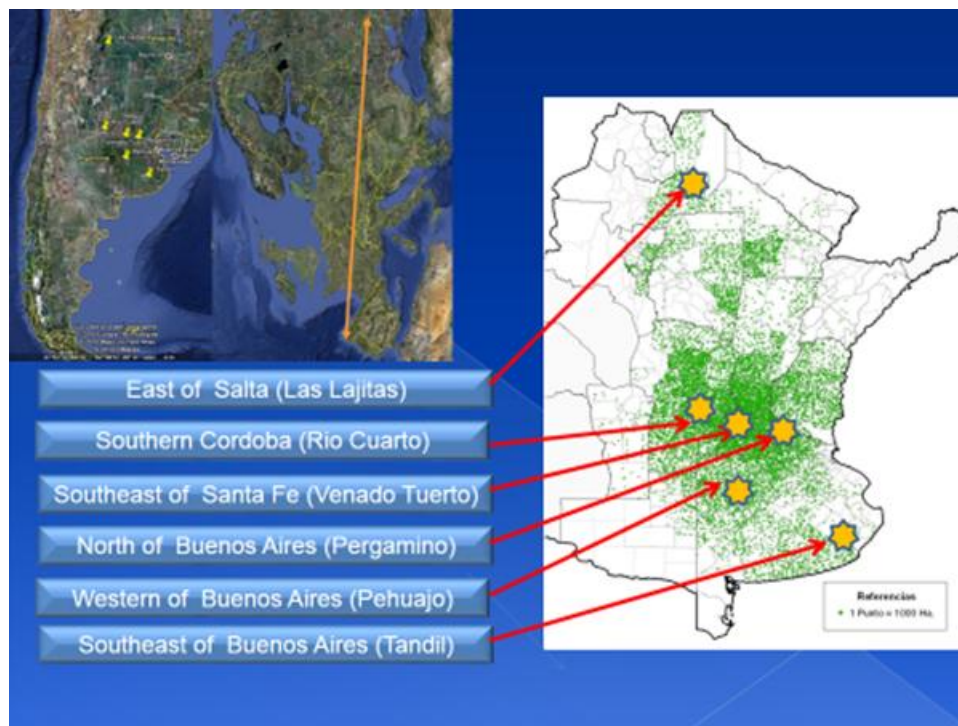 East of Salta (Las Lajitas)
Southern Cordoba (Rio Cuarto)
Southeast of Santa Fe (Venado Tuerto)
North of Buenos Aires (Pergamino)
Western of Buenos Aires (Pehuajo)
Southeast of Buenos Aires (Tandil)
Referencias
1 Punto = 1000 Ha.